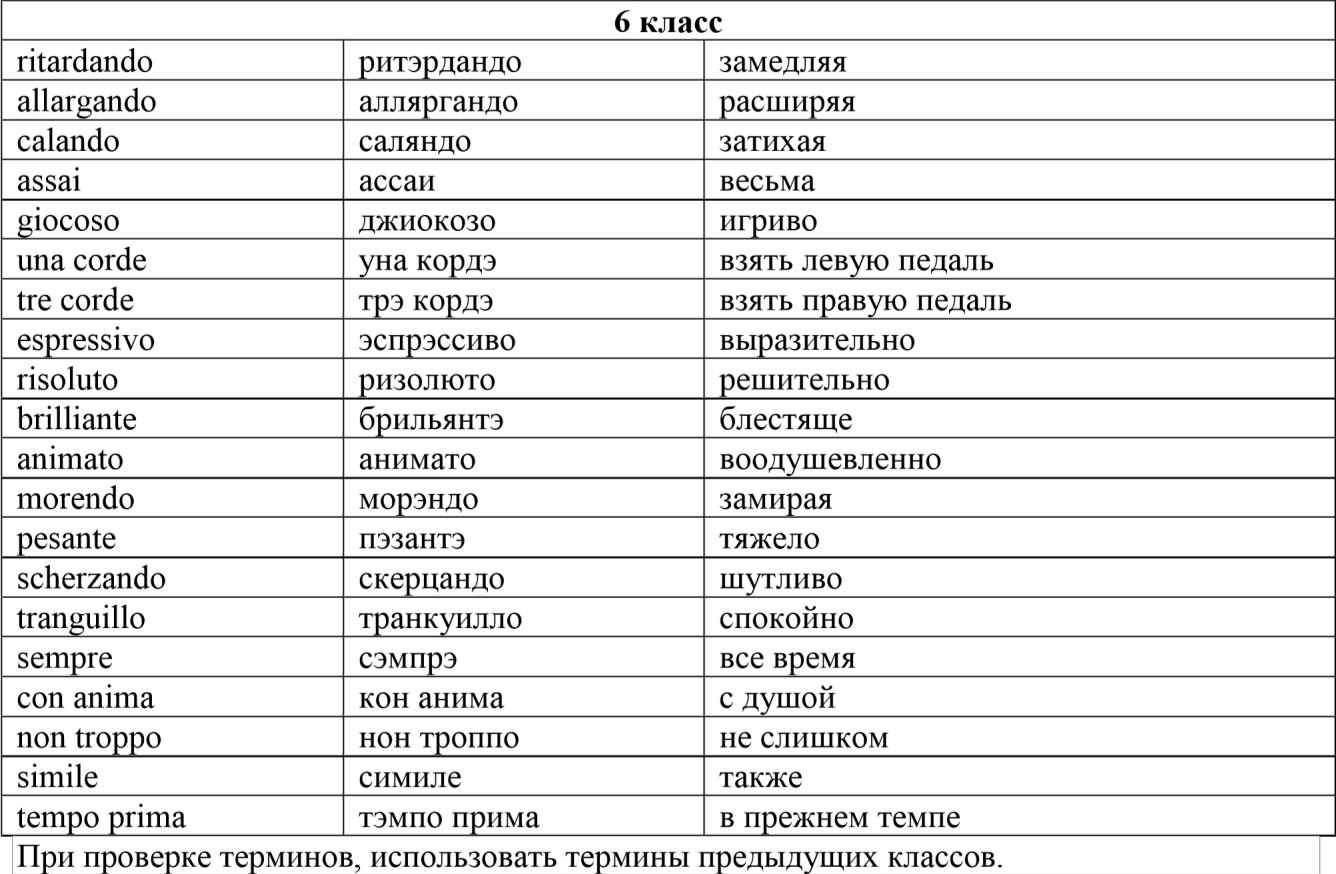 6 класс
ritardando ритэрдандо замедляя
allargando алляргандо расширяя
calando саляндо затихая
assai ассаи весьма
giocoso джиокозо игриво
una corde уна кордэ взять левую педаль
tre corde трэ кордэ взять правую педаль
espressivo эспрэссиво выразительно
risoluto ризолюто решительно
brilliante брильянтэ блестяще
animato анимато воодушевленно
morendo морэндо замирая
pesante пэзантэ тяжело
scherzando скерцандо шутливо
tranguillo транкуилло спокойно
sempre сэмпрэ все время
con anima кон анима с душой
non troppo нон троппо не слишком
simile симиле также
tempo prima тэмпо прима в прежнем темпе
При проверке терминов, использовать термины предыдущих классов.